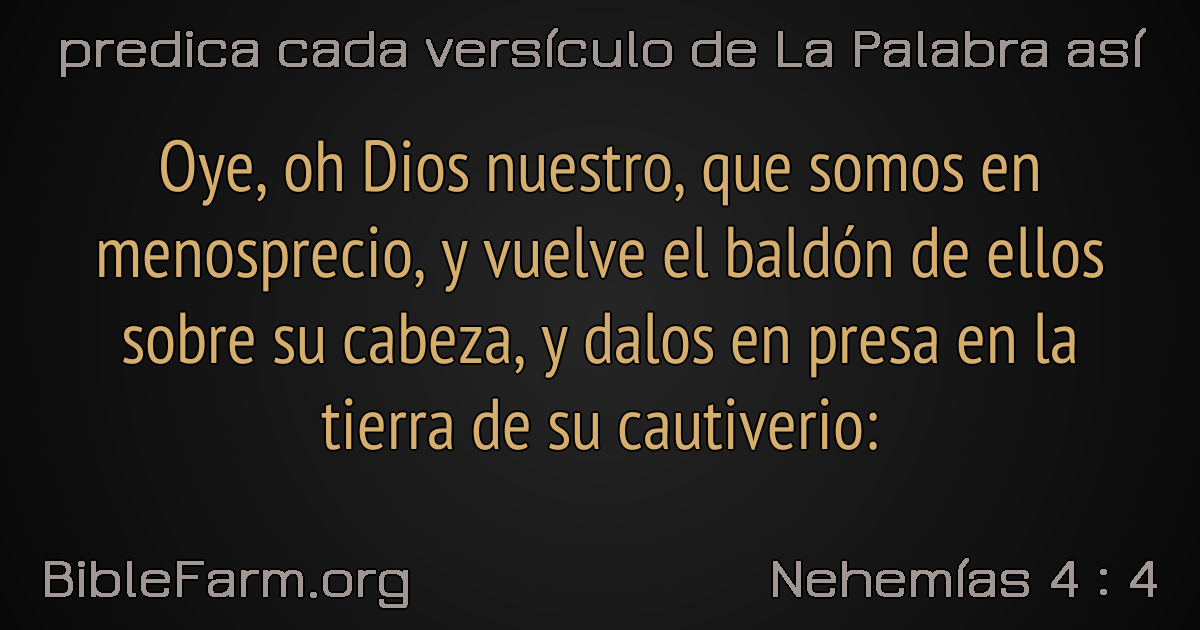 predica cada versículo de La Palabra así
Oye, oh Dios nuestro, que somos en
menosprecio, y vuelve el baldón de ellos
sobre su cabeza, y dalos en presa en la
tierra de su cautiverio:
BibleFarm.org
Nehemías 4 : 4